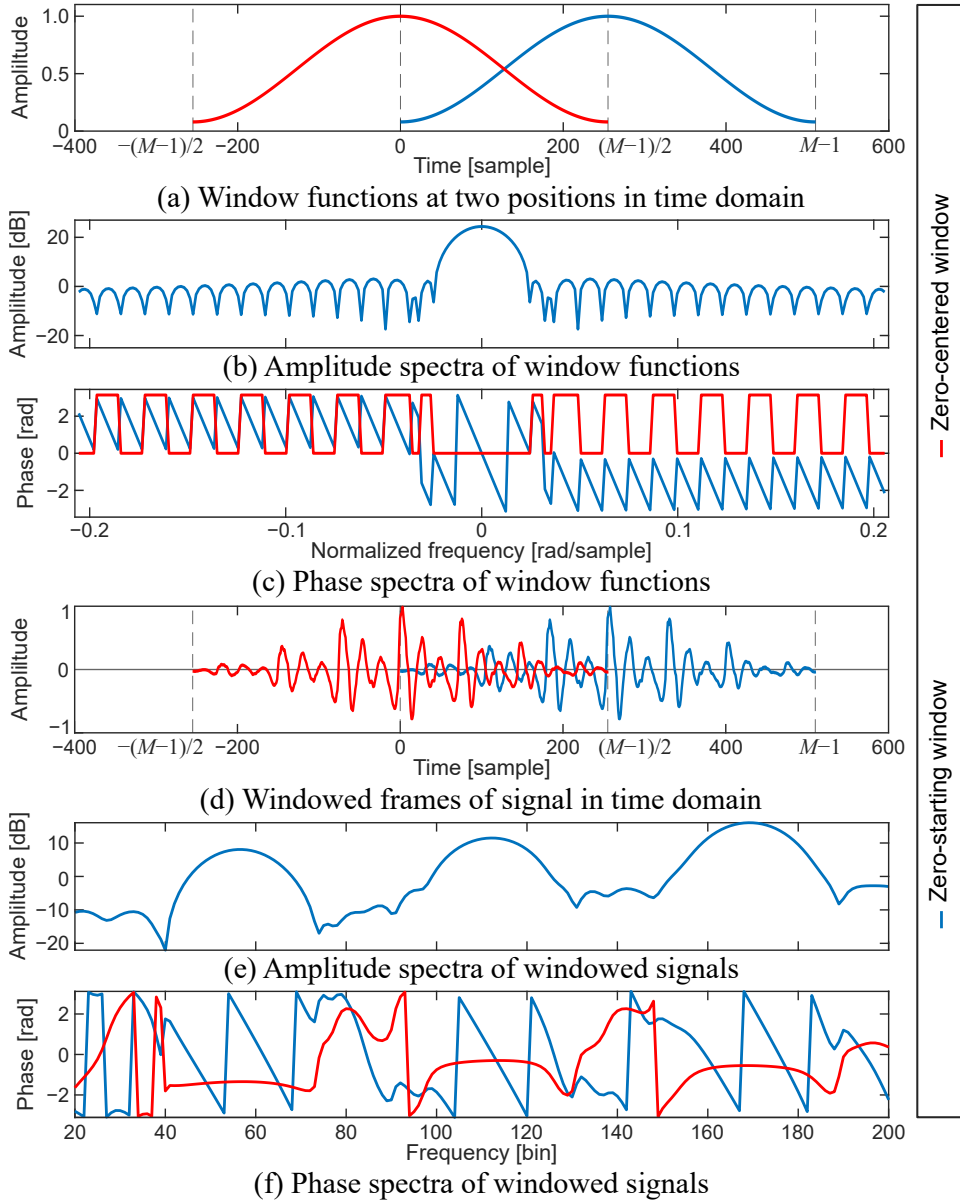 1.0
0.5
0
Ampliltude
−400
−(M−1)/2
−200
0
200
(M−1)/2
400
M−1
600
Time [sample]
(a) Window functions at two positions in time domain
20
0
−20
Ampliltude [dB]
(b) Amplitude spectra of window functions
2
0
−2
Phase [rad]
−0.2
−0.1
0
0.1
0.2
Normalized frequency [rad/sample]
(c) Phase spectra of window functions
1
0
−1
Amplitude
−400
−(M−1)/2
−200
0
200
(M−1)/2
400
M−1
600
Time [sample]
(d) Windowed frames of signal in time domain
10
0
−10
−20
Ampliltude [dB]
(e) Amplitude spectra of windowed signals
2
0
−2
Phase [rad]
20
40
60
80
100
120
140
160
180
200
Frequency [bin]
(f) Phase spectra of windowed signals
Zero-centered window
Zero-starting window